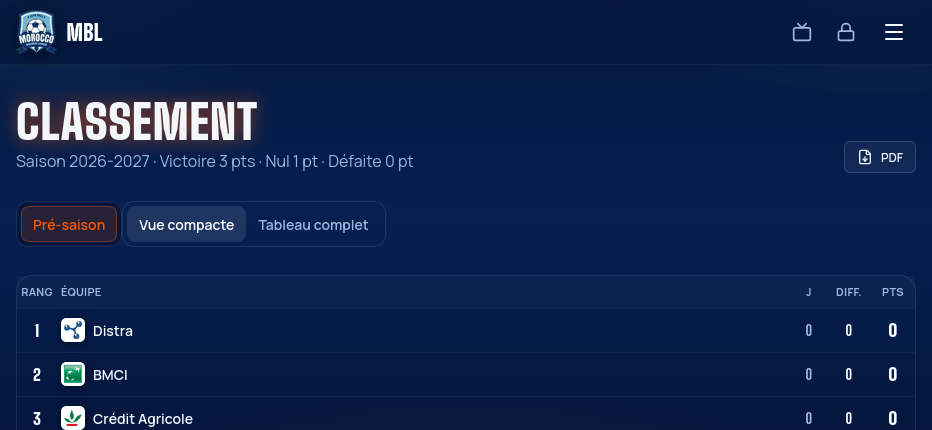 MOROCCO
MBL
CLASSEMENT
Saison 2026-2027 · Victoire 3 pts · Nul 1 pt · Défaite 0 pt
PDF
Pré-saison Vue compacte Tableau complet
RANG ÉQUIPE J DIFF. PTS
1 Distra 0 0 0
2 BMCI 0 0 0
3 Crédit Agricole 0 0 0